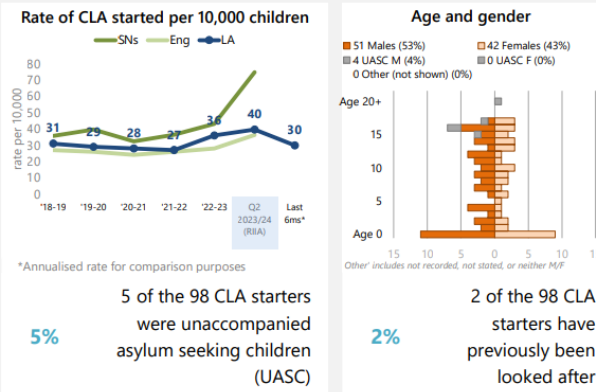 Rate of CLA started per 10,000 children
SNs Eng LA
rate per 10,000
80
70
60
50
40
30
20
10
0
31 29 28 27 36 40 30
'18-19 '19-20 '20-21 '21-22 '22-23 Q2 2023/24 (RIIA) Last 6ms*
*Annualised rate for comparison purposes
5%
5 of the 98 CLA starters
were unaccompanied
asylum seeking children
(UASC)
Age and gender
51 Males (53%) 42 Females (43%)
4 UASC M (4%) 0 UASC F (0%)
0 Other (not shown) (0%)
Age 20+
15
10
5
Age 0
15 10 5 0 5 10 1
Other' includes not recorded, not stated, or neither M/F
2%
2 of the 98 CLA
starters have
previously been
looked after